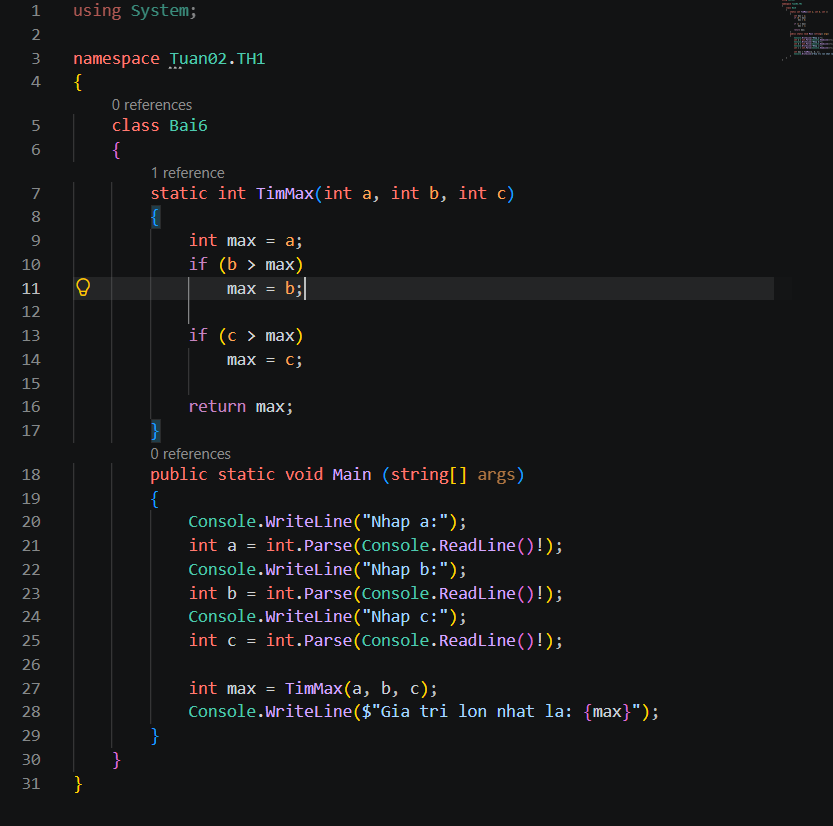 1 using System;
2
3 namespace Tuan02.TH1
4 {
0 references
5 class Bai6
6 {
1 reference
7 static int TimMax(int a, int b, int c)
8 {
9 int max = a;
10 if (b > max)
11 max = b;
12
13 if (c > max)
14 max = c;
15
16 return max;
17 }
0 references
18 public static void Main (string[] args)
19 {
20 Console.WriteLine("Nhap a:");
21 int a = int.Parse(Console.ReadLine()!);
22 Console.WriteLine("Nhap b:");
23 int b = int.Parse(Console.ReadLine()!);
24 Console.WriteLine("Nhap c:");
25 int c = int.Parse(Console.ReadLine()!);
26
27 int max = TimMax(a, b, c);
28 Console.WriteLine($"Gia tri lon nhat la: {max}");
29 }
30 }
31 }